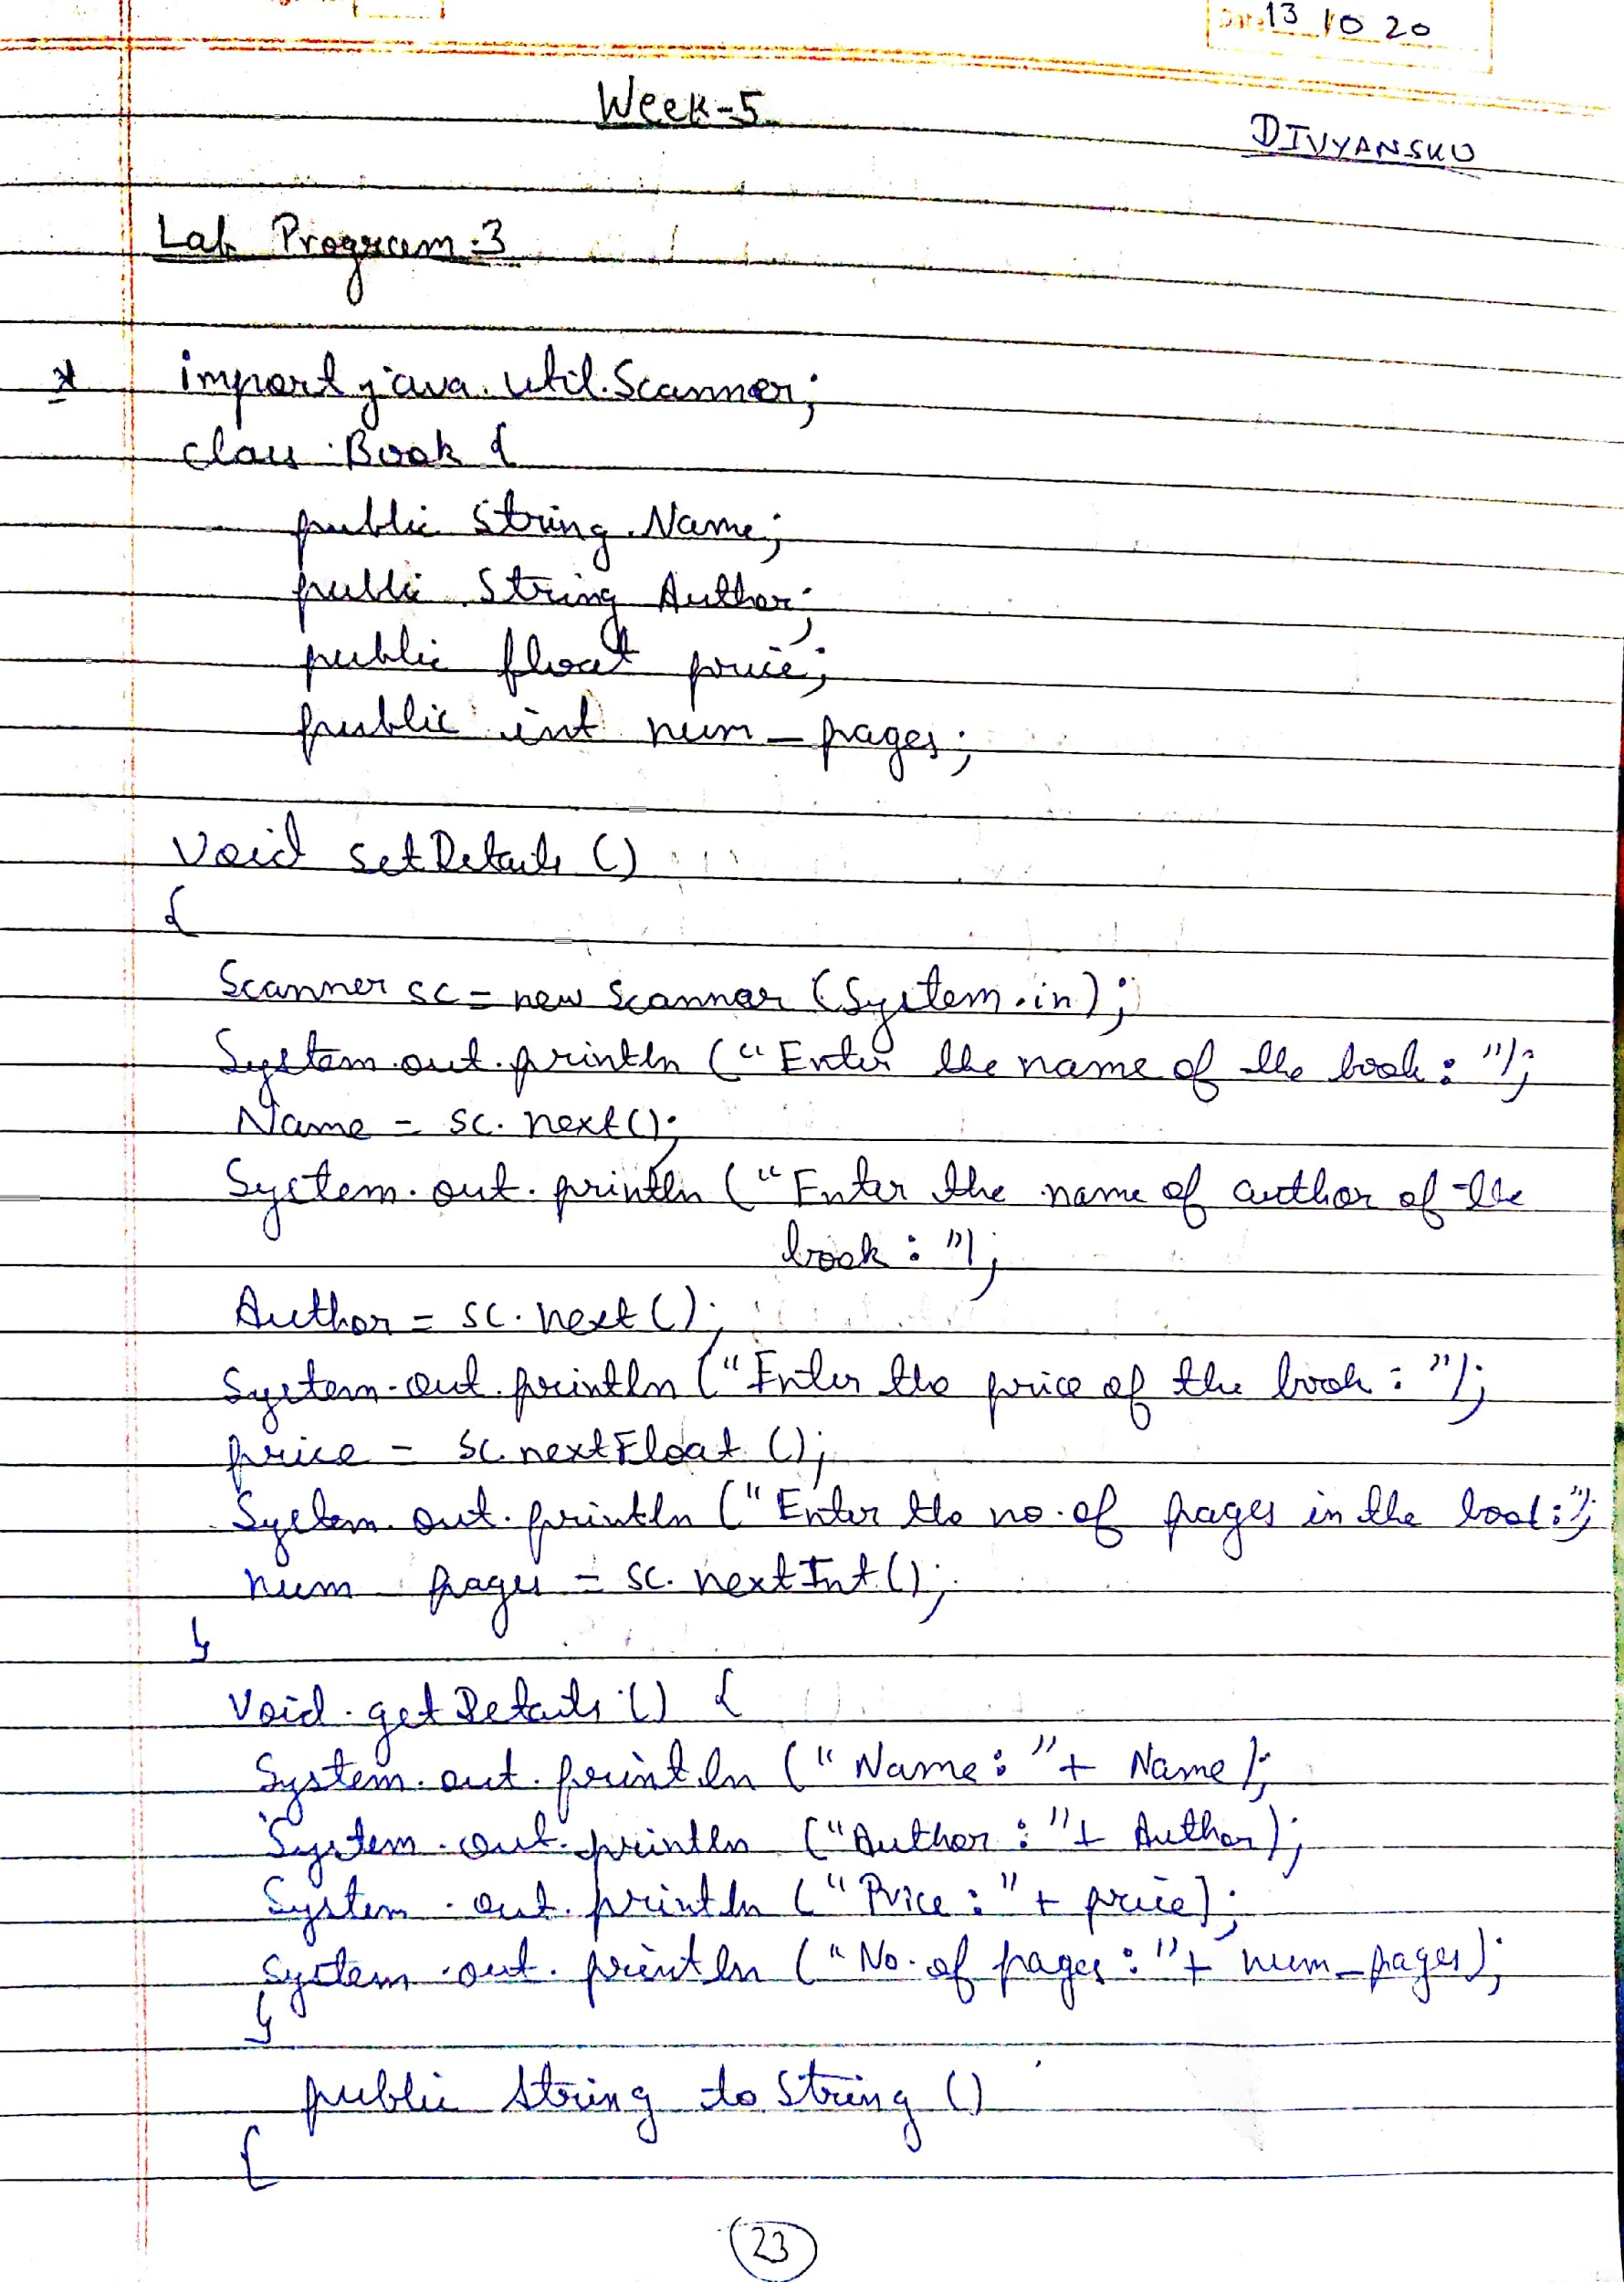 Date 13 10 20
Week-5
DIVYANSHU
Lab Program-3
* import java.util.Scanner;
class Book {
public String Name;
public String Author;
public float price;
public int num_pages;
Void setDetails ()
{
Scanner sc = new Scanner (System.in);
System.out.println ("Enter the name of the book: ");
Name = sc.next();
System.out.println ("Enter the name of author of the
book: ");
Author = sc.next();
System.out.println ("Enter the price of the book: ");
price = sc.nextFloat ();
System.out.println ("Enter the no. of pages in the book:");
num pages = sc.nextInt();
}
Void getDetails () {
System.out.println ("Name: "+ Name);
System.out.println ("Author: "+ Author);
System.out.println ("Price: "+ price);
System.out.println ("No. of pages: "+ num_pages);
}
public String to String ()
{
23